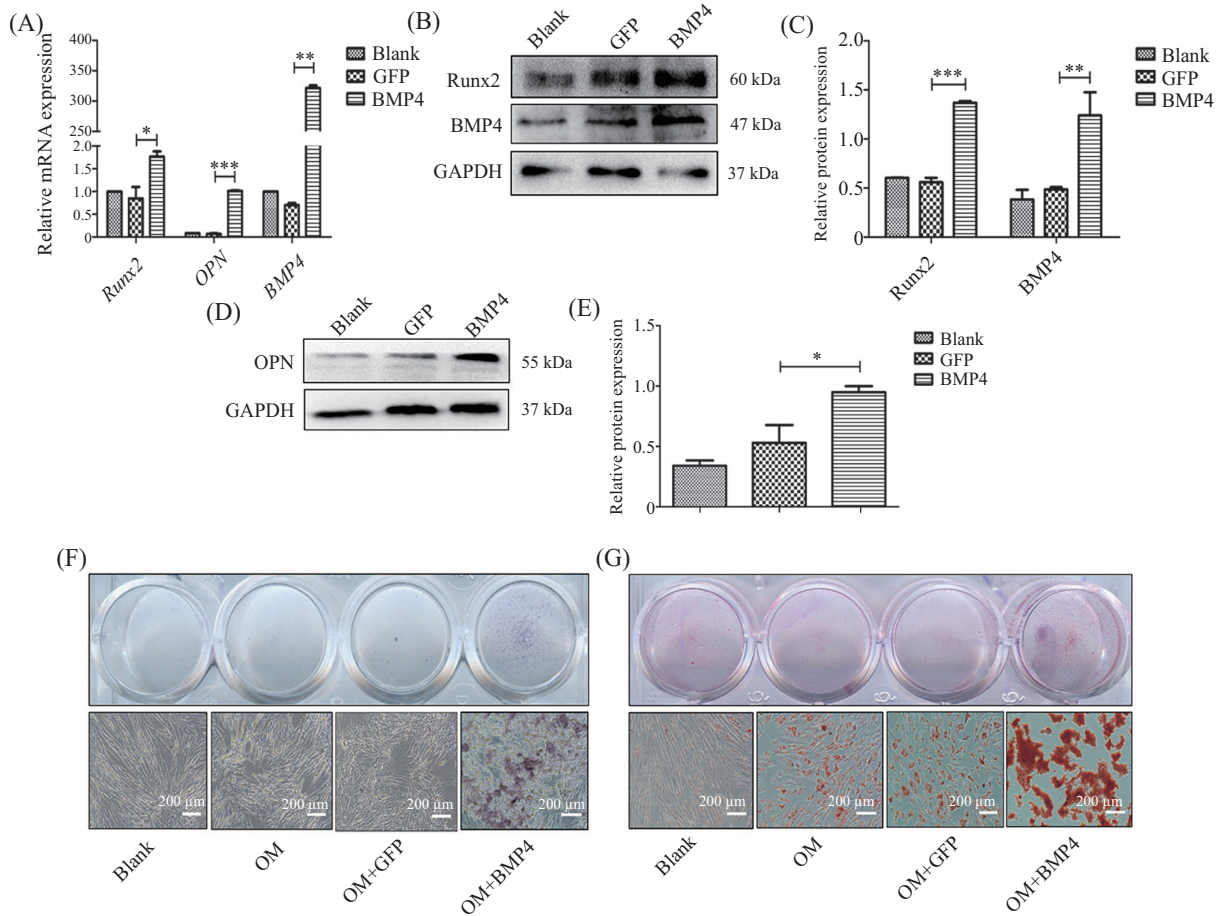 (A)
Relative mRNA expression
400
350
300
250
2.0
1.5
1.0
0.5
0
*
***
**
Runx2
OPN
BMP4
Blank
GFP
BMP4
(B)
Blank
GFP
BMP4
Runx2
60 kDa
BMP4
47 kDa
GAPDH
37 kDa
(C)
Relative protein expression
2.0
1.5
1.0
0.5
0
***
**
Runx2
BMP4
Blank
GFP
BMP4
(D)
Blank
GFP
BMP4
OPN
55 kDa
GAPDH
37 kDa
(E)
Relative protein expression
1.5
1.0
0.5
0
*
Blank
GFP
BMP4
(F)
200 μm
200 μm
200 μm
200 μm
Blank
OM
OM+GFP
OM+BMP4
(G)
200 μm
200 μm
200 μm
200 μm
Blank
OM
OM+GFP
OM+BMP4